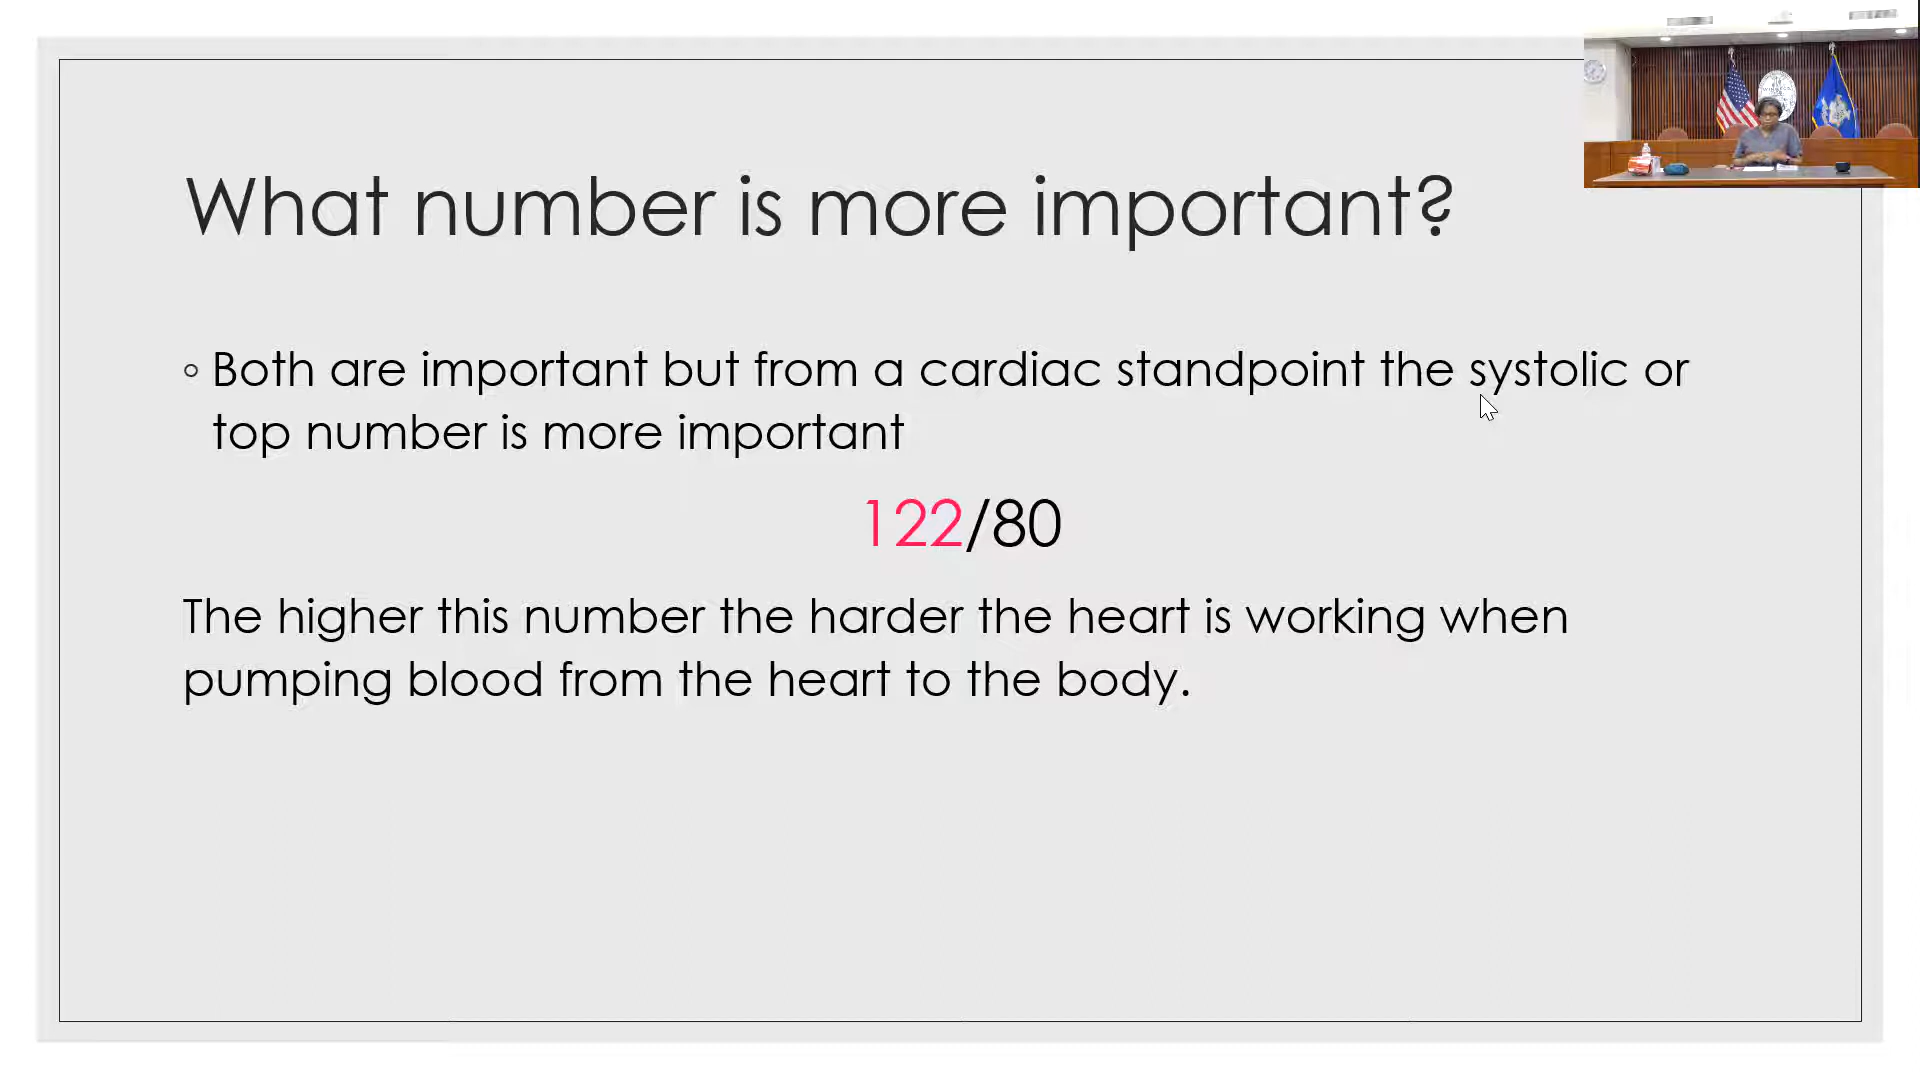 What number is more important?
◦ Both are important but from a cardiac standpoint the systolic or
top number is more important
122/80
The higher this number the harder the heart is working when
pumping blood from the heart to the body.